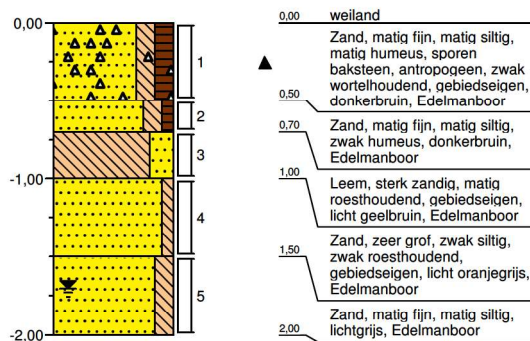 0,00
1
2
3
-1.00
4
5
-2.00
0,00 weiland
Zand, matig fijn, matig siltig,
matig humeus, sporen
baksteen, antropogeen, zwak
wortelhoudend, gebiedseigen,
0,50 donkerbruin, Edelmanboor
0,70 Zand, matig fijn, matig siltig,
zwak humeus, donkerbruin,
Edelmanboor
1,00 Leem, sterk zandig, matig
roesthoudend, gebiedseigen,
licht geelbruin, Edelmanboor
1,50 Zand, zeer grof, zwak siltig,
zwak roesthoudend,
gebiedseigen, licht oranjegrijs,
Edelmanboor
2,00 Zand, matig fijn, matig siltig,
lichtgrijs, Edelmanboor